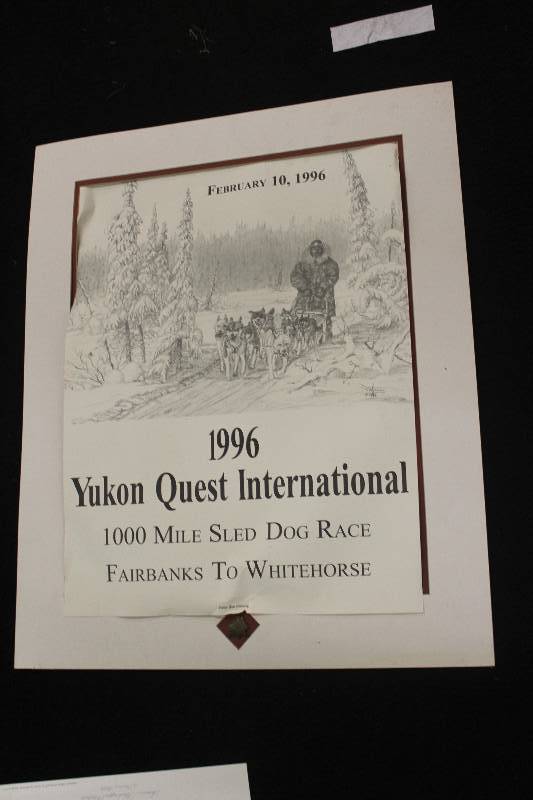 February 10, 1996
1996
Yukon Quest International
1000 Mile Sled Dog Race
Fairbanks To Whitehorse